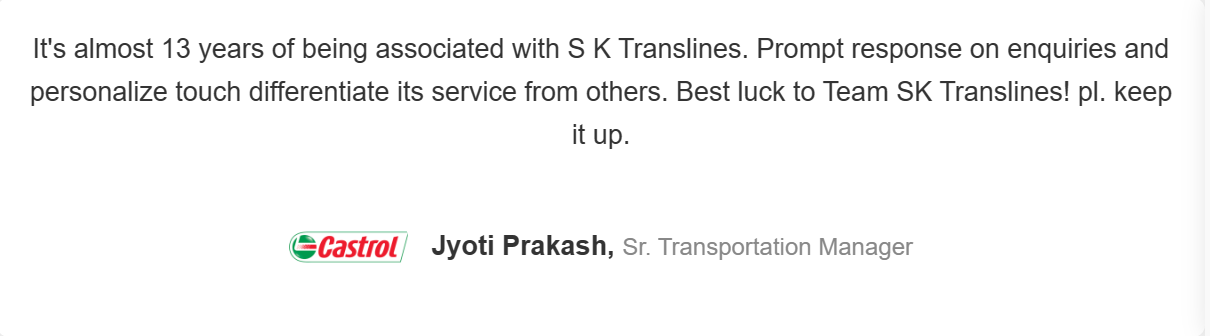 It's almost 13 years of being associated with S K Translines. Prompt response on enquiries and
personalize touch differentiate its service from others. Best luck to Team SK Translines! pl. keep
it up.
Castrol Jyoti Prakash, Sr. Transportation Manager